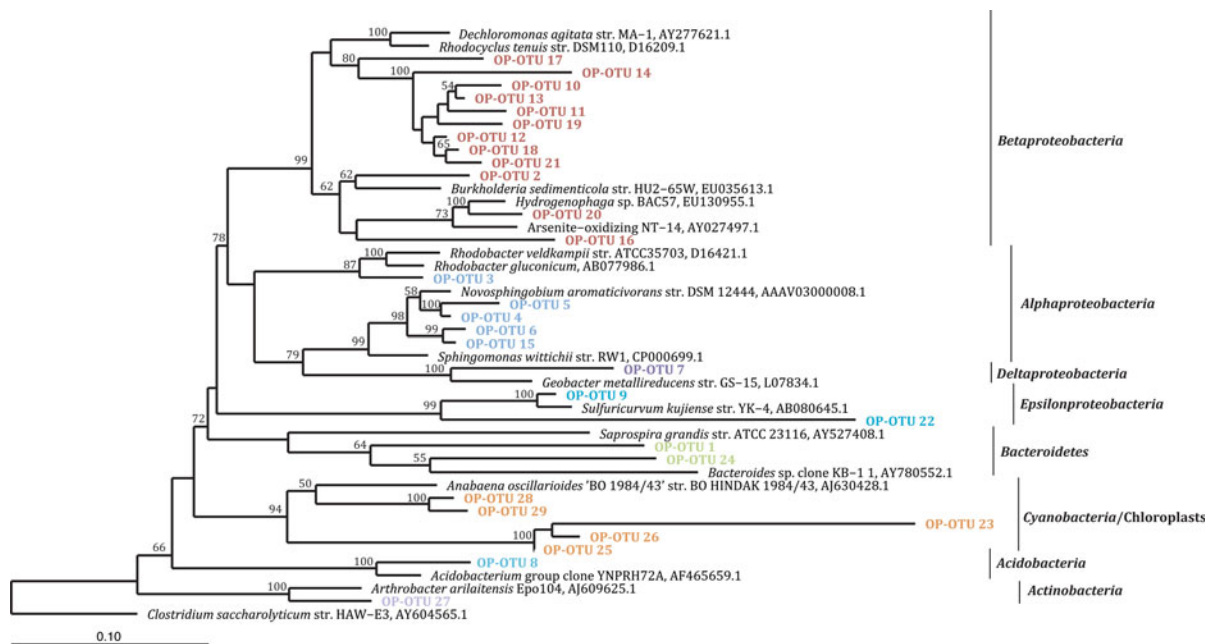 100
Dechloromonas agitata str. MA−1, AY277621.1
Rhodocyclus tenuis str. DSM110, D16209.1
80
OP-OTU 17
100
OP-OTU 14
54
OP-OTU 10
OP-OTU 13
OP-OTU 11
OP-OTU 19
OP-OTU 12
65
OP-OTU 18
OP-OTU 21
Betaproteobacteria
99
62
OP-OTU 2
62
Burkholderia sedimenticola str. HU2−65W, EU035613.1
100
Hydrogenophaga sp. BAC57, EU130955.1
73
OP-OTU 20
Arsenite−oxidizing NT−14, AY027497.1
OP-OTU 16
78
100
Rhodobacter veldkampii str. ATCC35703, D16421.1
87
Rhodobacter gluconicum, AB077986.1
OP-OTU 3
58
Novosphingobium aromaticivorans str. DSM 12444, AAAV03000008.1
100
OP-OTU 5
OP-OTU 4
98
99
OP-OTU 6
OP-OTU 15
99
Sphingomonas wittichii str. RW1, CP000699.1
Alphaproteobacteria
79
100
OP-OTU 7
Geobacter metallireducens str. GS−15, L07834.1
Deltaproteobacteria
100
OP-OTU 9
99
Sulfuricurvum kujiense str. YK−4, AB080645.1
OP-OTU 22
Epsilonproteobacteria
72
Saprospira grandis str. ATCC 23116, AY527408.1
64
OP-OTU 1
55
OP-OTU 24
Bacteroides sp. clone KB−1 1, AY780552.1
Bacteroidetes
50
Anabaena oscillarioides 'BO 1984/43' str. BO HINDAK 1984/43, AJ630428.1
100
OP-OTU 28
OP-OTU 29
94
OP-OTU 23
100
OP-OTU 26
OP-OTU 25
Cyanobacteria/Chloroplasts
66
100
OP-OTU 8
Acidobacterium group clone YNPRH72A, AF465659.1
Acidobacteria
100
Arthrobacter arilaitensis Epo104, AJ609625.1
OP-OTU 27
Actinobacteria
Clostridium saccharolyticum str. HAW−E3, AY604565.1
0.10